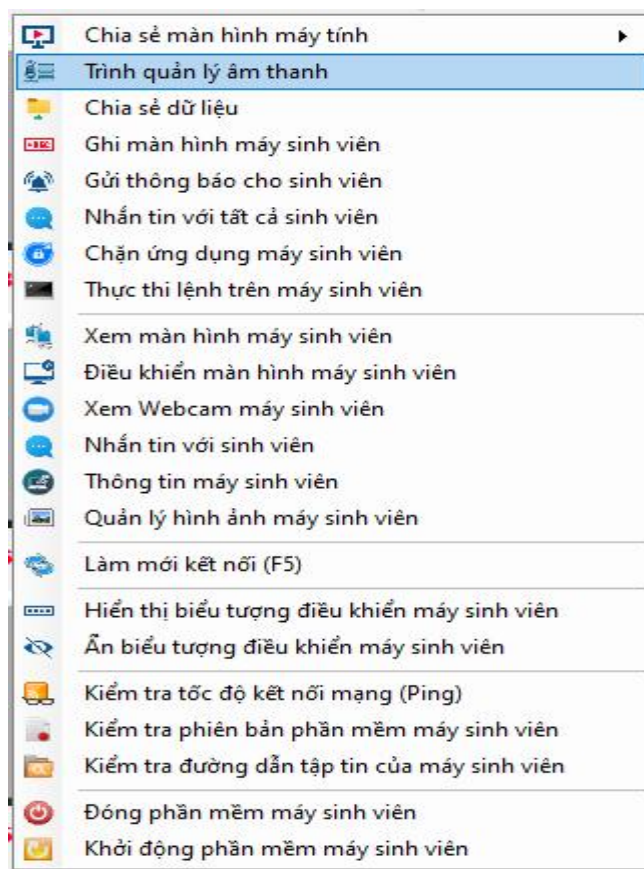 Chia sẻ màn hình máy tính
Trình quản lý âm thanh
Chia sẻ dữ liệu
REC
Ghi màn hình máy sinh viên
Gửi thông báo cho sinh viên
Nhắn tin với tất cả sinh viên
Chặn ứng dụng máy sinh viên
Thực thi lệnh trên máy sinh viên
Xem màn hình máy sinh viên
Điều khiển màn hình máy sinh viên
Xem Webcam máy sinh viên
Nhắn tin với sinh viên
Thông tin máy sinh viên
Quản lý hình ảnh máy sinh viên
Làm mới kết nối (F5)
Hiển thị biểu tượng điều khiển máy sinh viên
Ẩn biểu tượng điều khiển máy sinh viên
Kiểm tra tốc độ kết nối mạng (Ping)
Kiểm tra phiên bản phần mềm máy sinh viên
Kiểm tra đường dẫn tập tin của máy sinh viên
Đóng phần mềm máy sinh viên
Khởi động phần mềm máy sinh viên